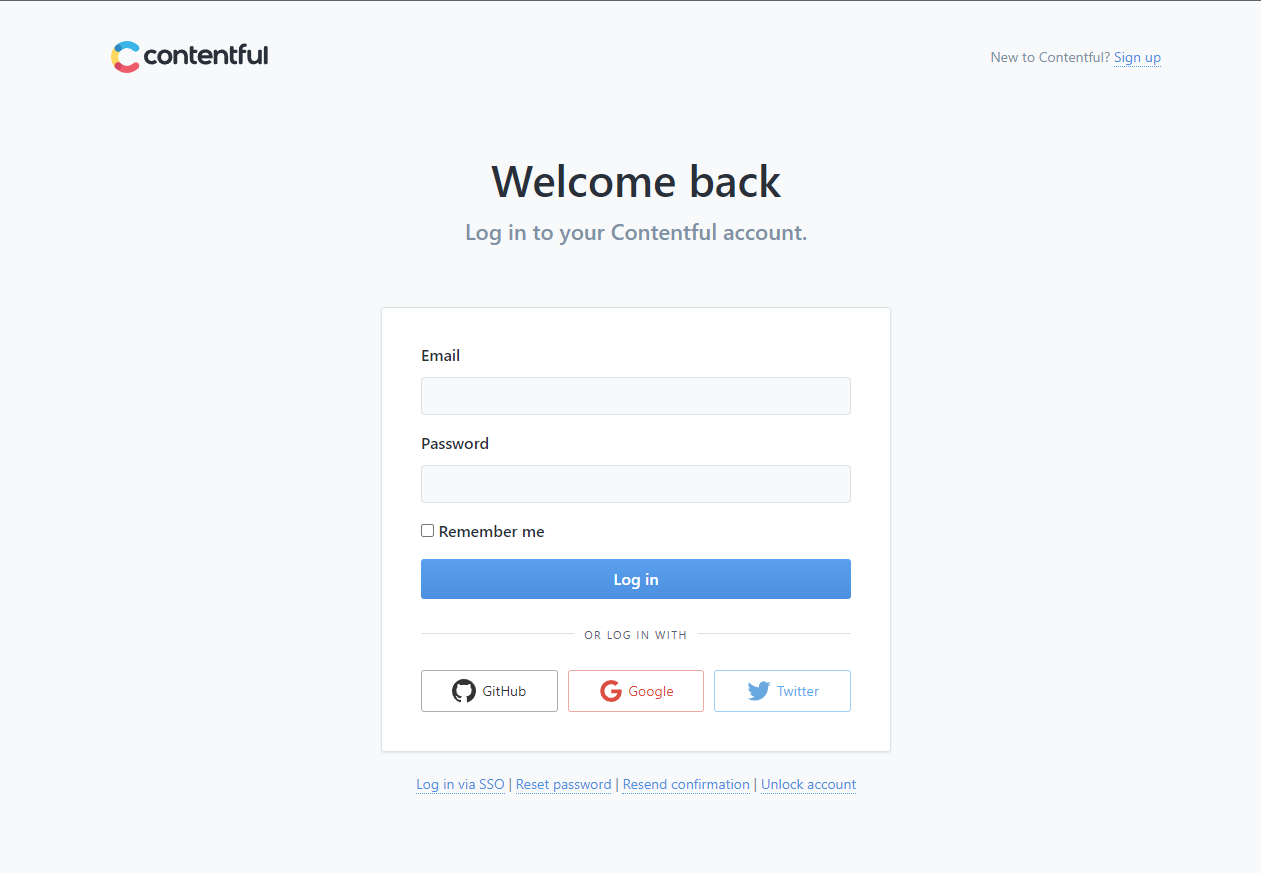 contentful
New to Contentful? Sign up
Welcome back
Log in to your Contentful account.
Email
Password
Remember me
Log in
OR LOG IN WITH
GitHub
Google
Twitter
Log in via SSO | Reset password | Resend confirmation | Unlock account